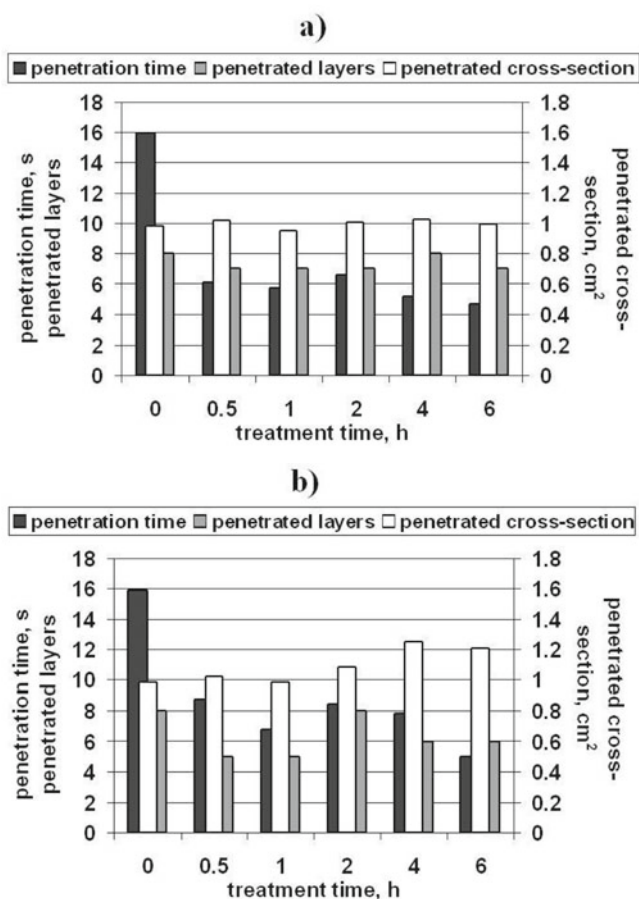 a)
penetration time penetrated layers penetrated cross-section
penetration time, s
penetrated layers
18
16
14
12
10
8
6
4
2
0
1.8
1.6
1.4
1.2
1
0.8
0.6
0.4
0.2
0
penetrated cross-
section, cm²
0 0.5 1 2 4 6
treatment time, h
b)
penetration time penetrated layers penetrated cross-section
penetration time, s
penetrated layers
18
16
14
12
10
8
6
4
2
0
1.8
1.6
1.4
1.2
1
0.8
0.6
0.4
0.2
0
penetrated cross-
section, cm²
0 0.5 1 2 4 6
treatment time, h